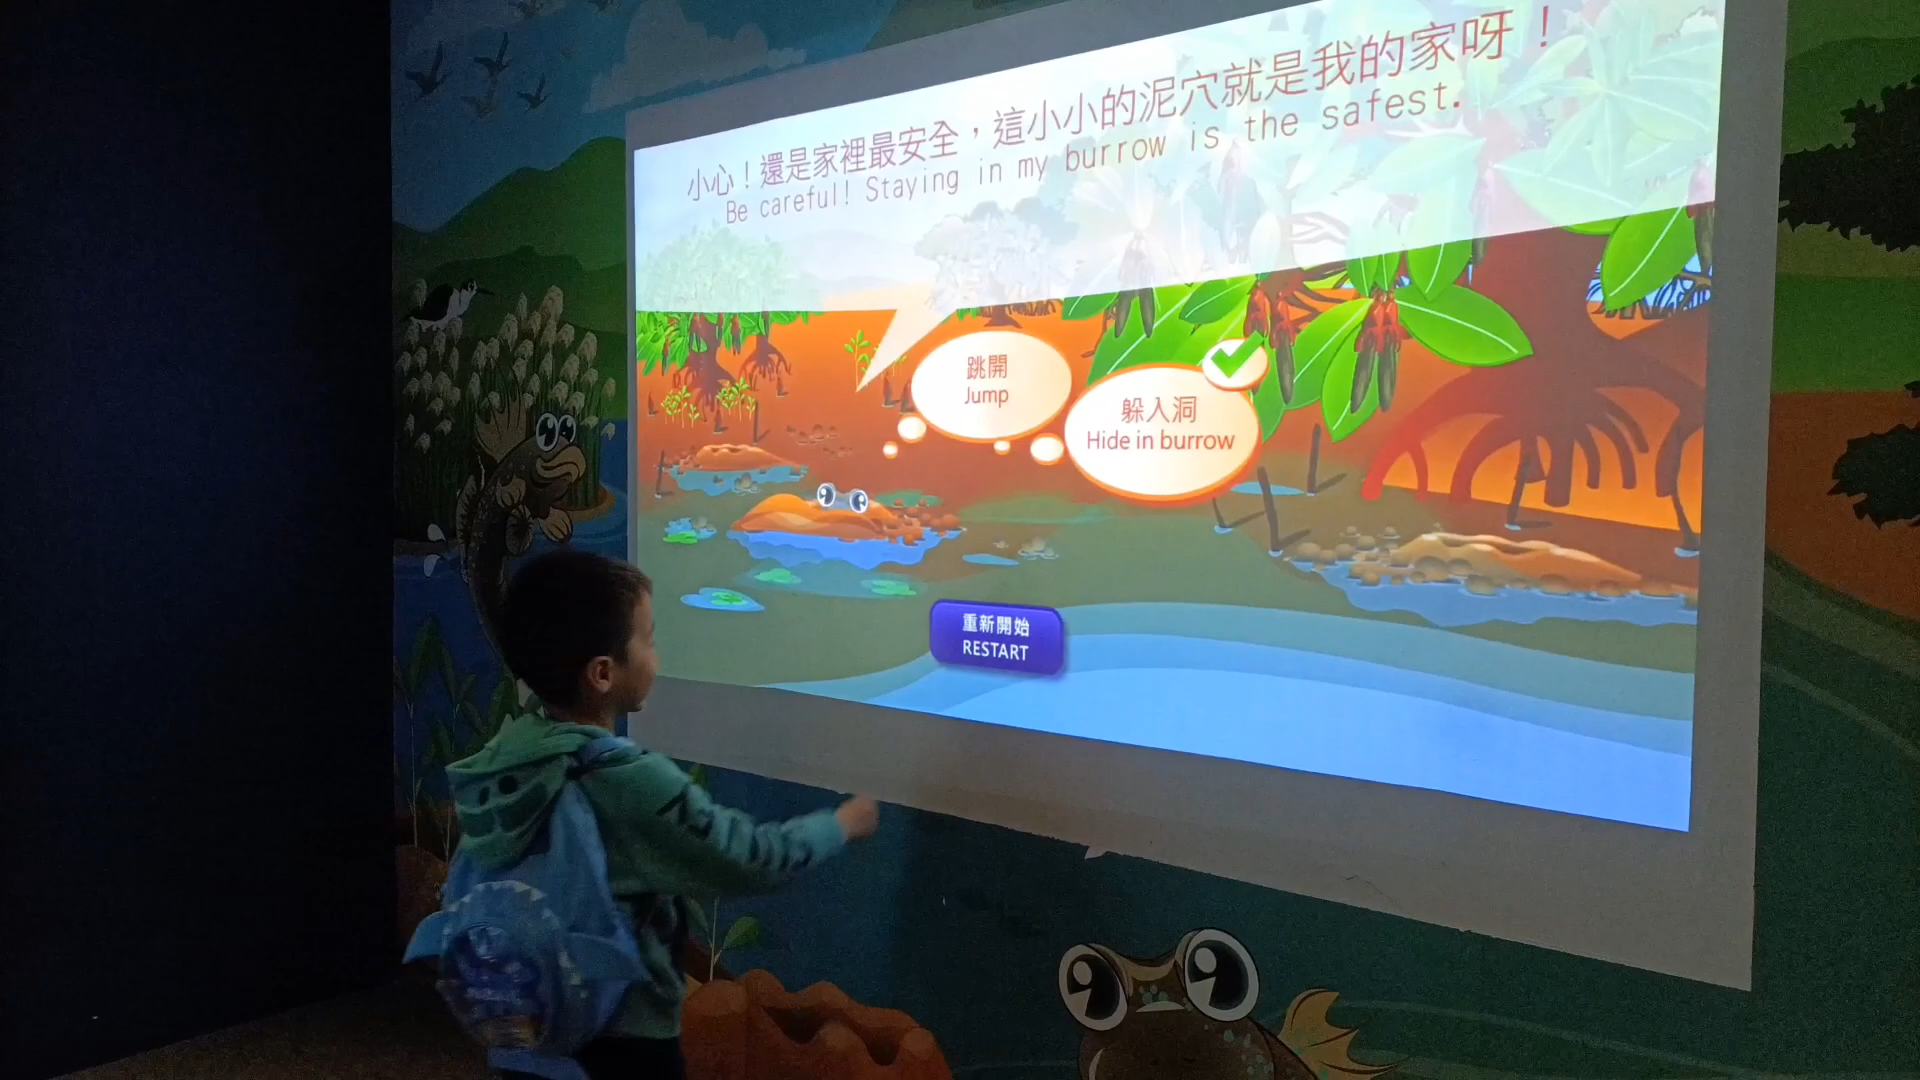 小心！還是家裡最安全，這小小的泥穴就是我的家呀！
Be careful! Staying in my burrow is the safest.
跳開
Jump
躲入洞
Hide in burrow
重新開始
RESTART